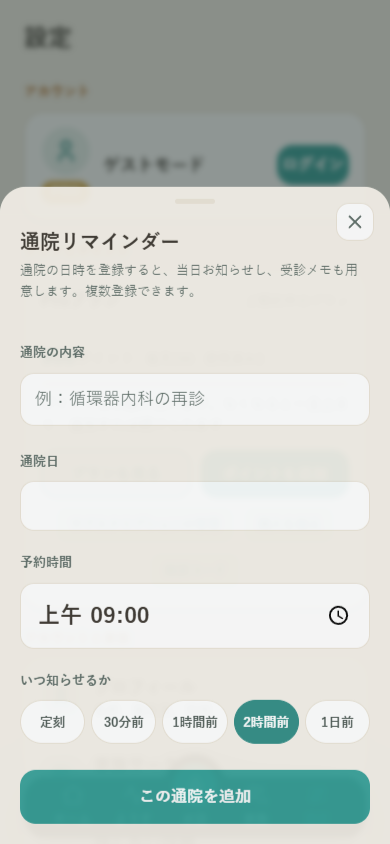 設定
アカウント
ゲストモード
ログイン
通院リマインダー
通院の日時を登録すると、当日お知らせし、受診メモも用
意します。複数登録できます。
通院の内容
例：循環器内科の再診
通院日
予約時間
上午 09:00
いつ知らせるか
定刻
30分前
1時間前
2時間前
1日前
この通院を追加